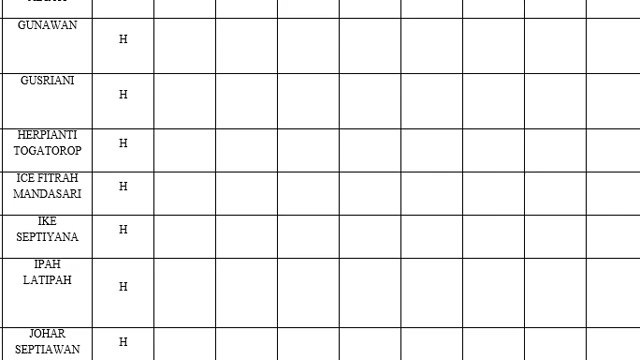 GUNAWAN
H
GUSRIANI
H
HERPIANTI
TOGATOROP
H
ICE FITRAH
MANDASARI
H
IKE
SEPTIYANA
H
IPAH
LATIPAH
H
JOHAR
SEPTIAWAN
H